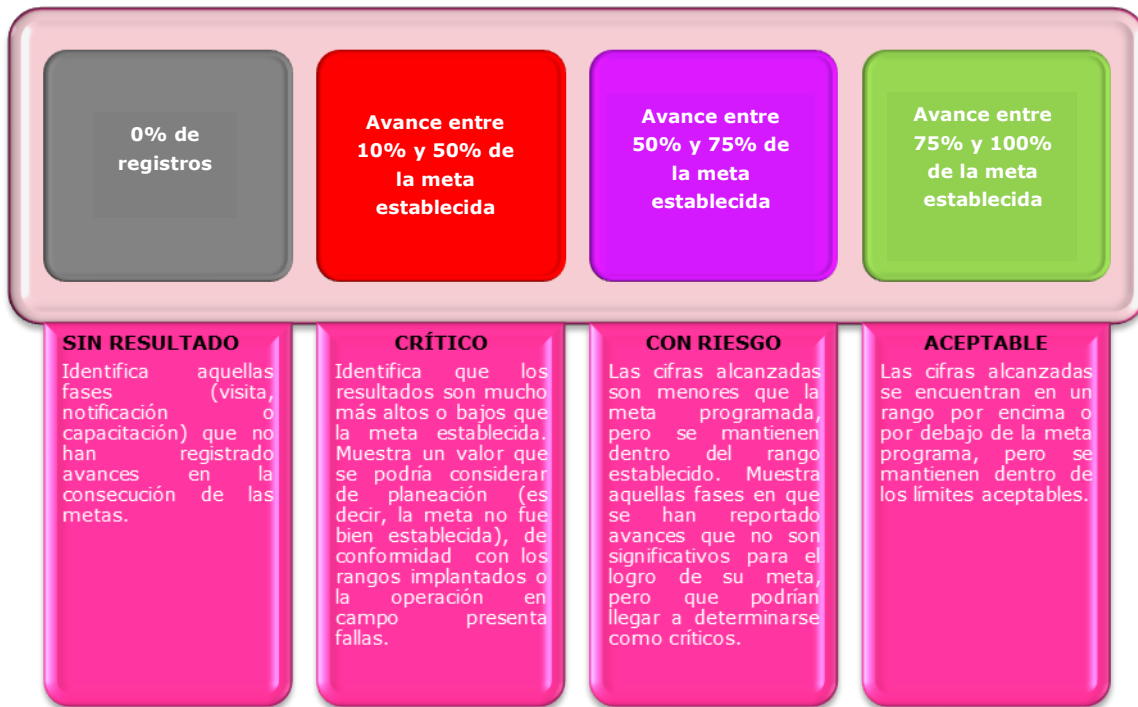 0% de
registros
Avance entre
10% y 50% de
la meta
establecida
Avance entre
50% y 75% de
la meta
establecida
Avance entre
75% y 100%
de la meta
establecida
SIN RESULTADO
Identifica aquellas
fases (visita,
notificación o
capacitación) que no
han registrado
avances en la
consecución de las
metas.
CRÍTICO
Identifica que los
resultados son mucho
más altos o bajos que
la meta establecida.
Muestra un valor que
se podría considerar
de planeación (es
decir, la meta no fue
bien establecida), de
conformidad con los
rangos implantados o
la operación en
campo presenta
fallas.
CON RIESGO
Las cifras alcanzadas
son menores que la
meta programada,
pero se mantienen
dentro del rango
establecido. Muestra
aquellas fases en que
se han reportado
avances que no son
significativos para el
logro de su meta,
pero que podrían
llegar a determinarse
como críticos.
ACEPTABLE
Las cifras alcanzadas
se encuentran en un
rango por encima o
por debajo de la meta
programa, pero se
mantienen dentro de
los límites aceptables.